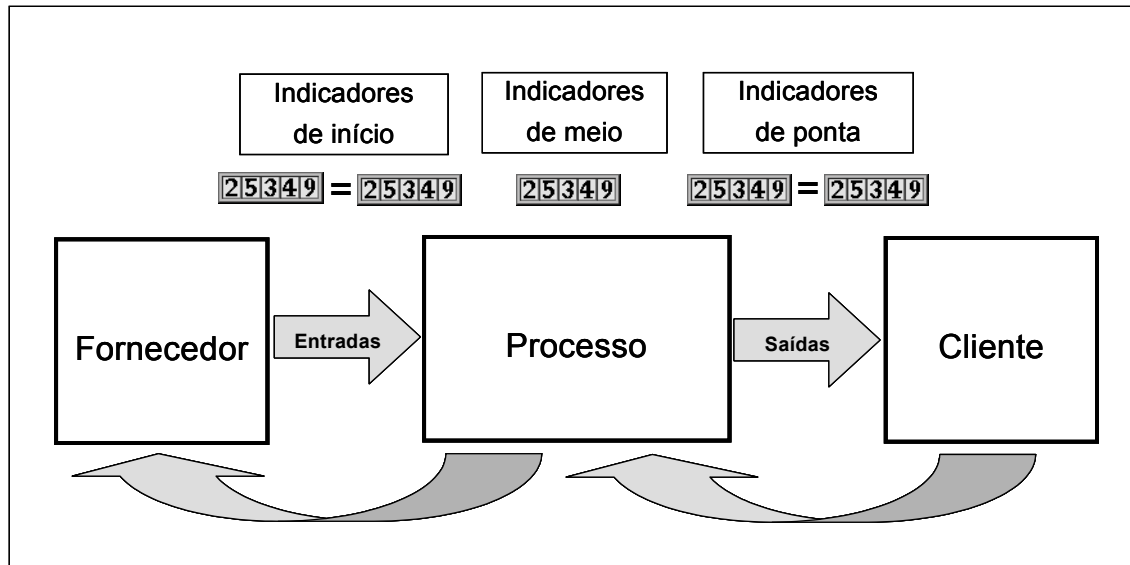 Indicadores
de início
Indicadores
de meio
Indicadores
de ponta
25349 = 25349
25349
25349 = 25349
Fornecedor
Entradas
Processo
Saídas
Cliente